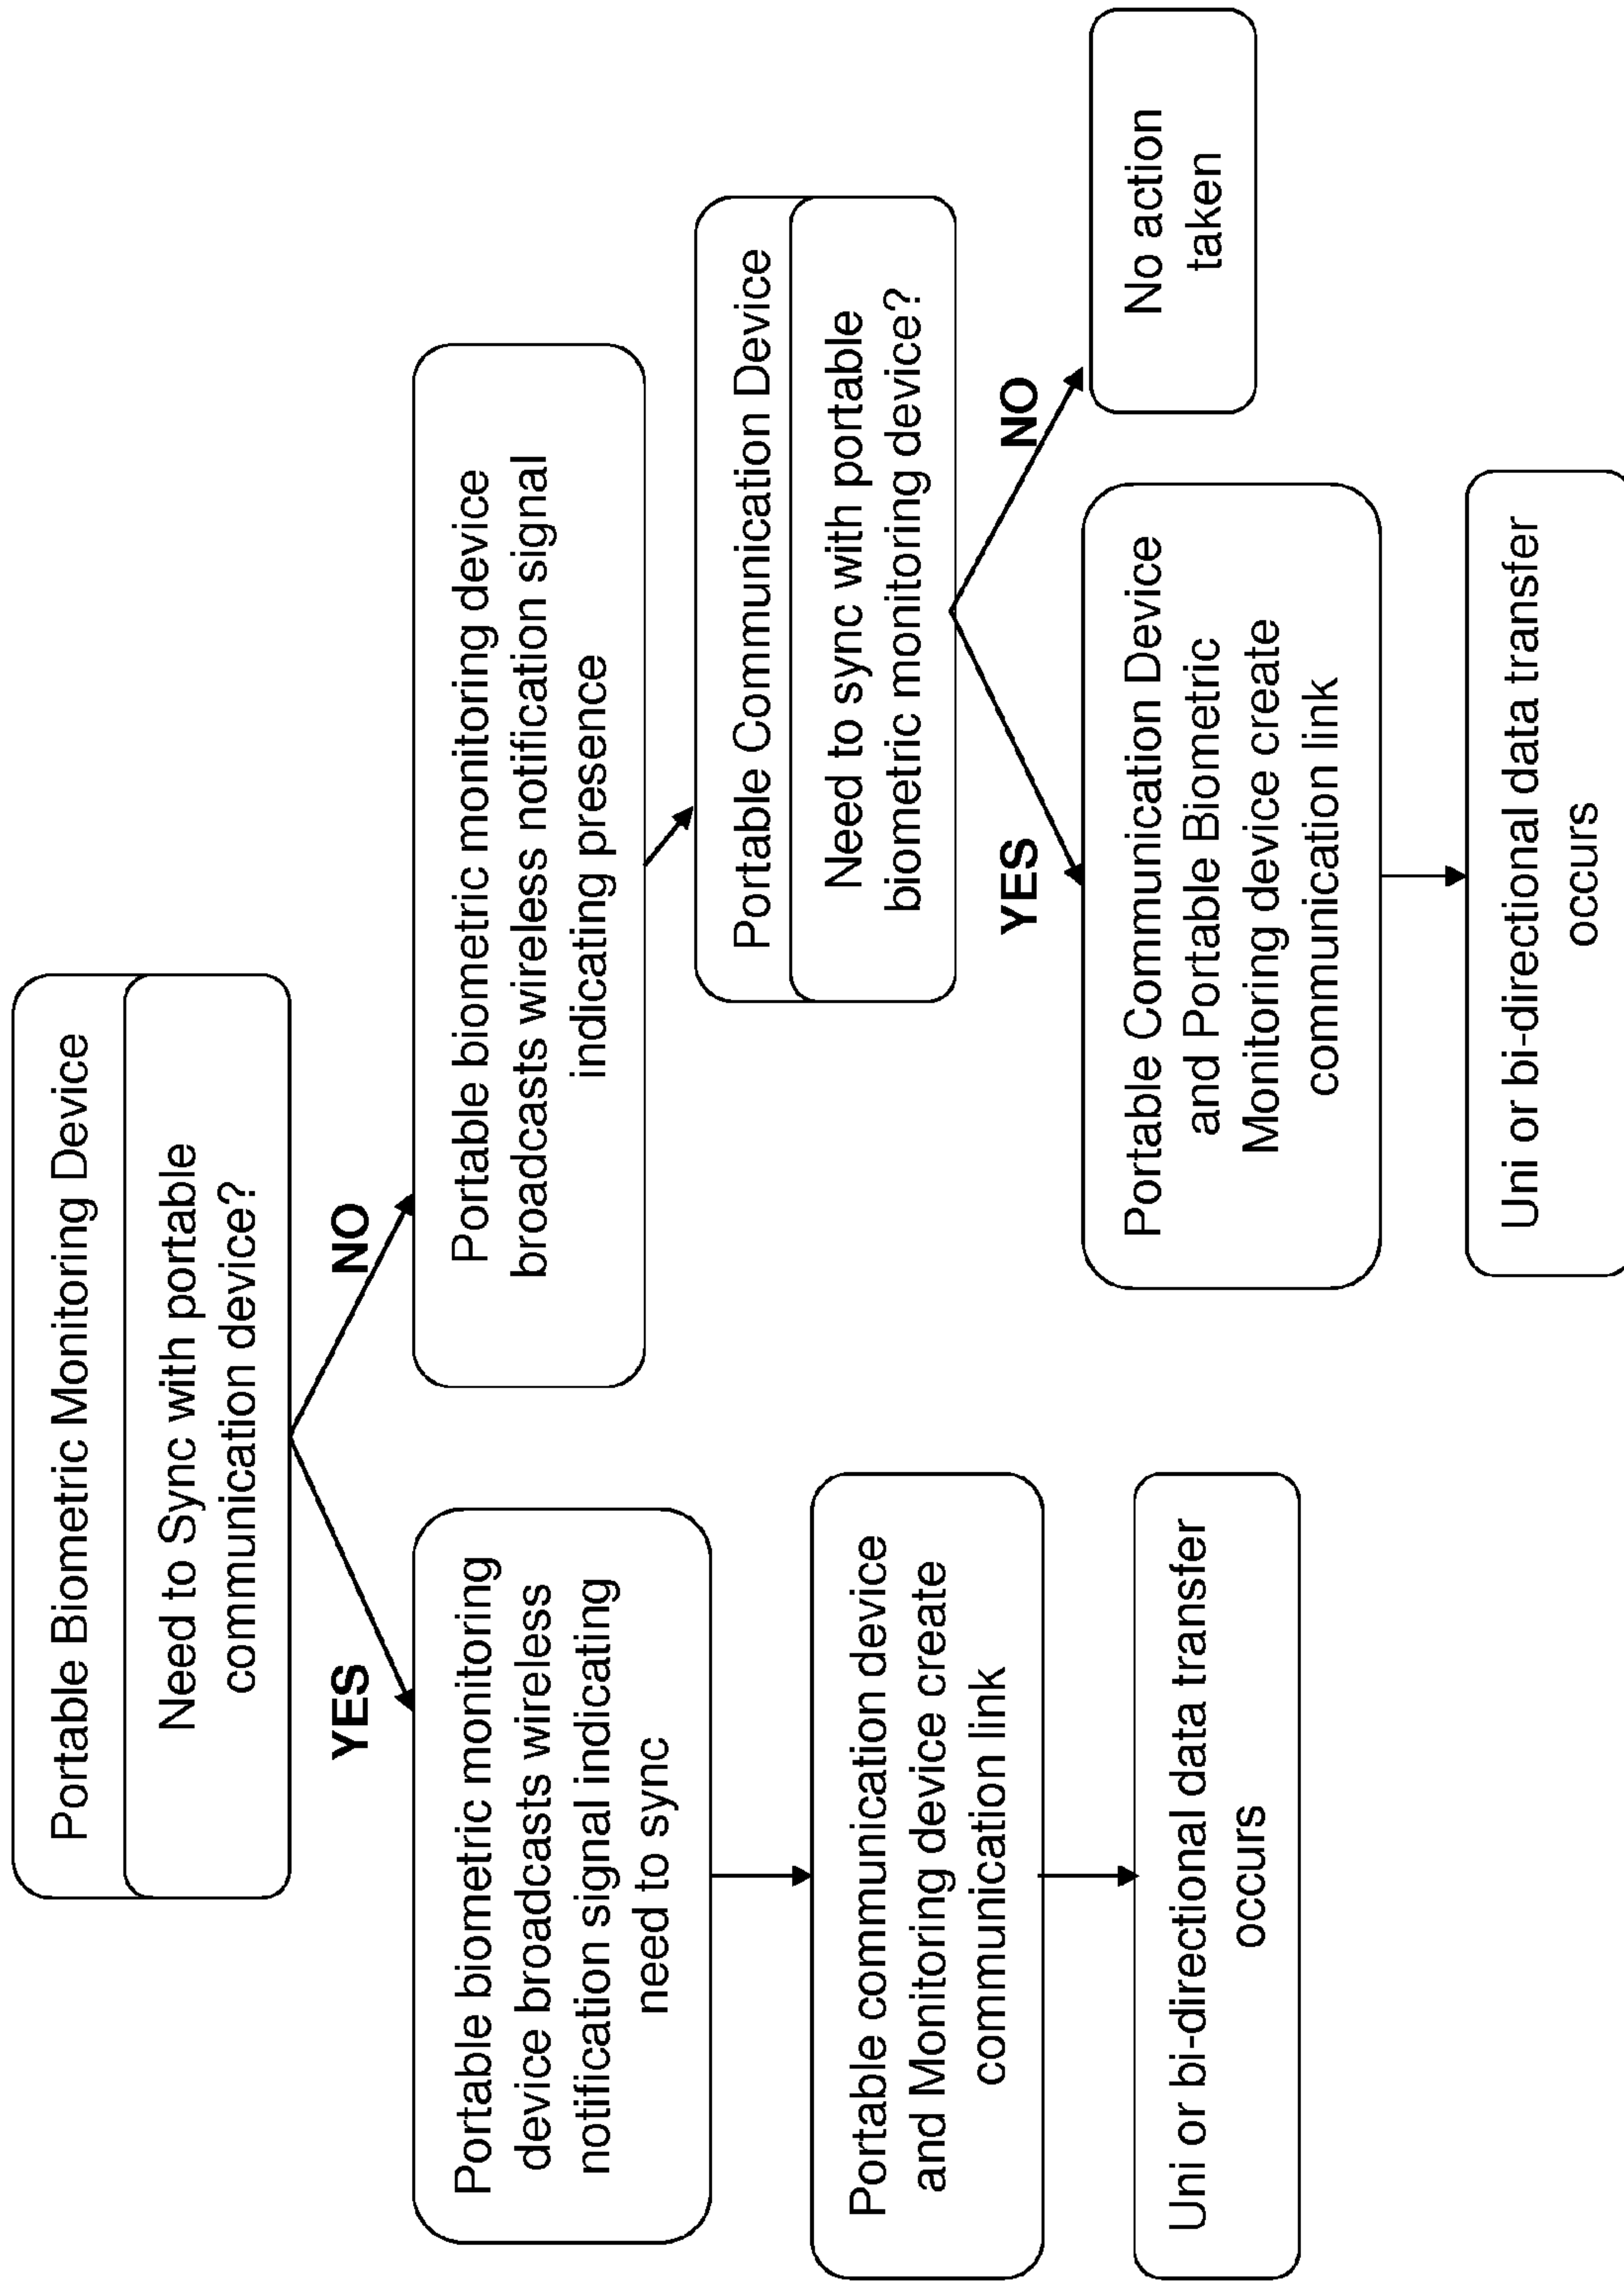 Portable Biometric Monitoring Device
Need to Sync with portable
communication device?
YES
NO
Portable biometric monitoring
device broadcasts wireless
notification signal indicating
need to sync
Portable communication device
and Monitoring device create
communication link
Uni or bi-directional data transfer
occurs
Portable biometric monitoring device
broadcasts wireless notification signal
indicating presence
Portable Communication Device
Need to sync with portable
biometric monitoring device?
YES
NO
Portable Communication Device
and Portable Biometric
Monitoring device create
communication link
Uni or bi-directional data transfer
occurs
No action
taken